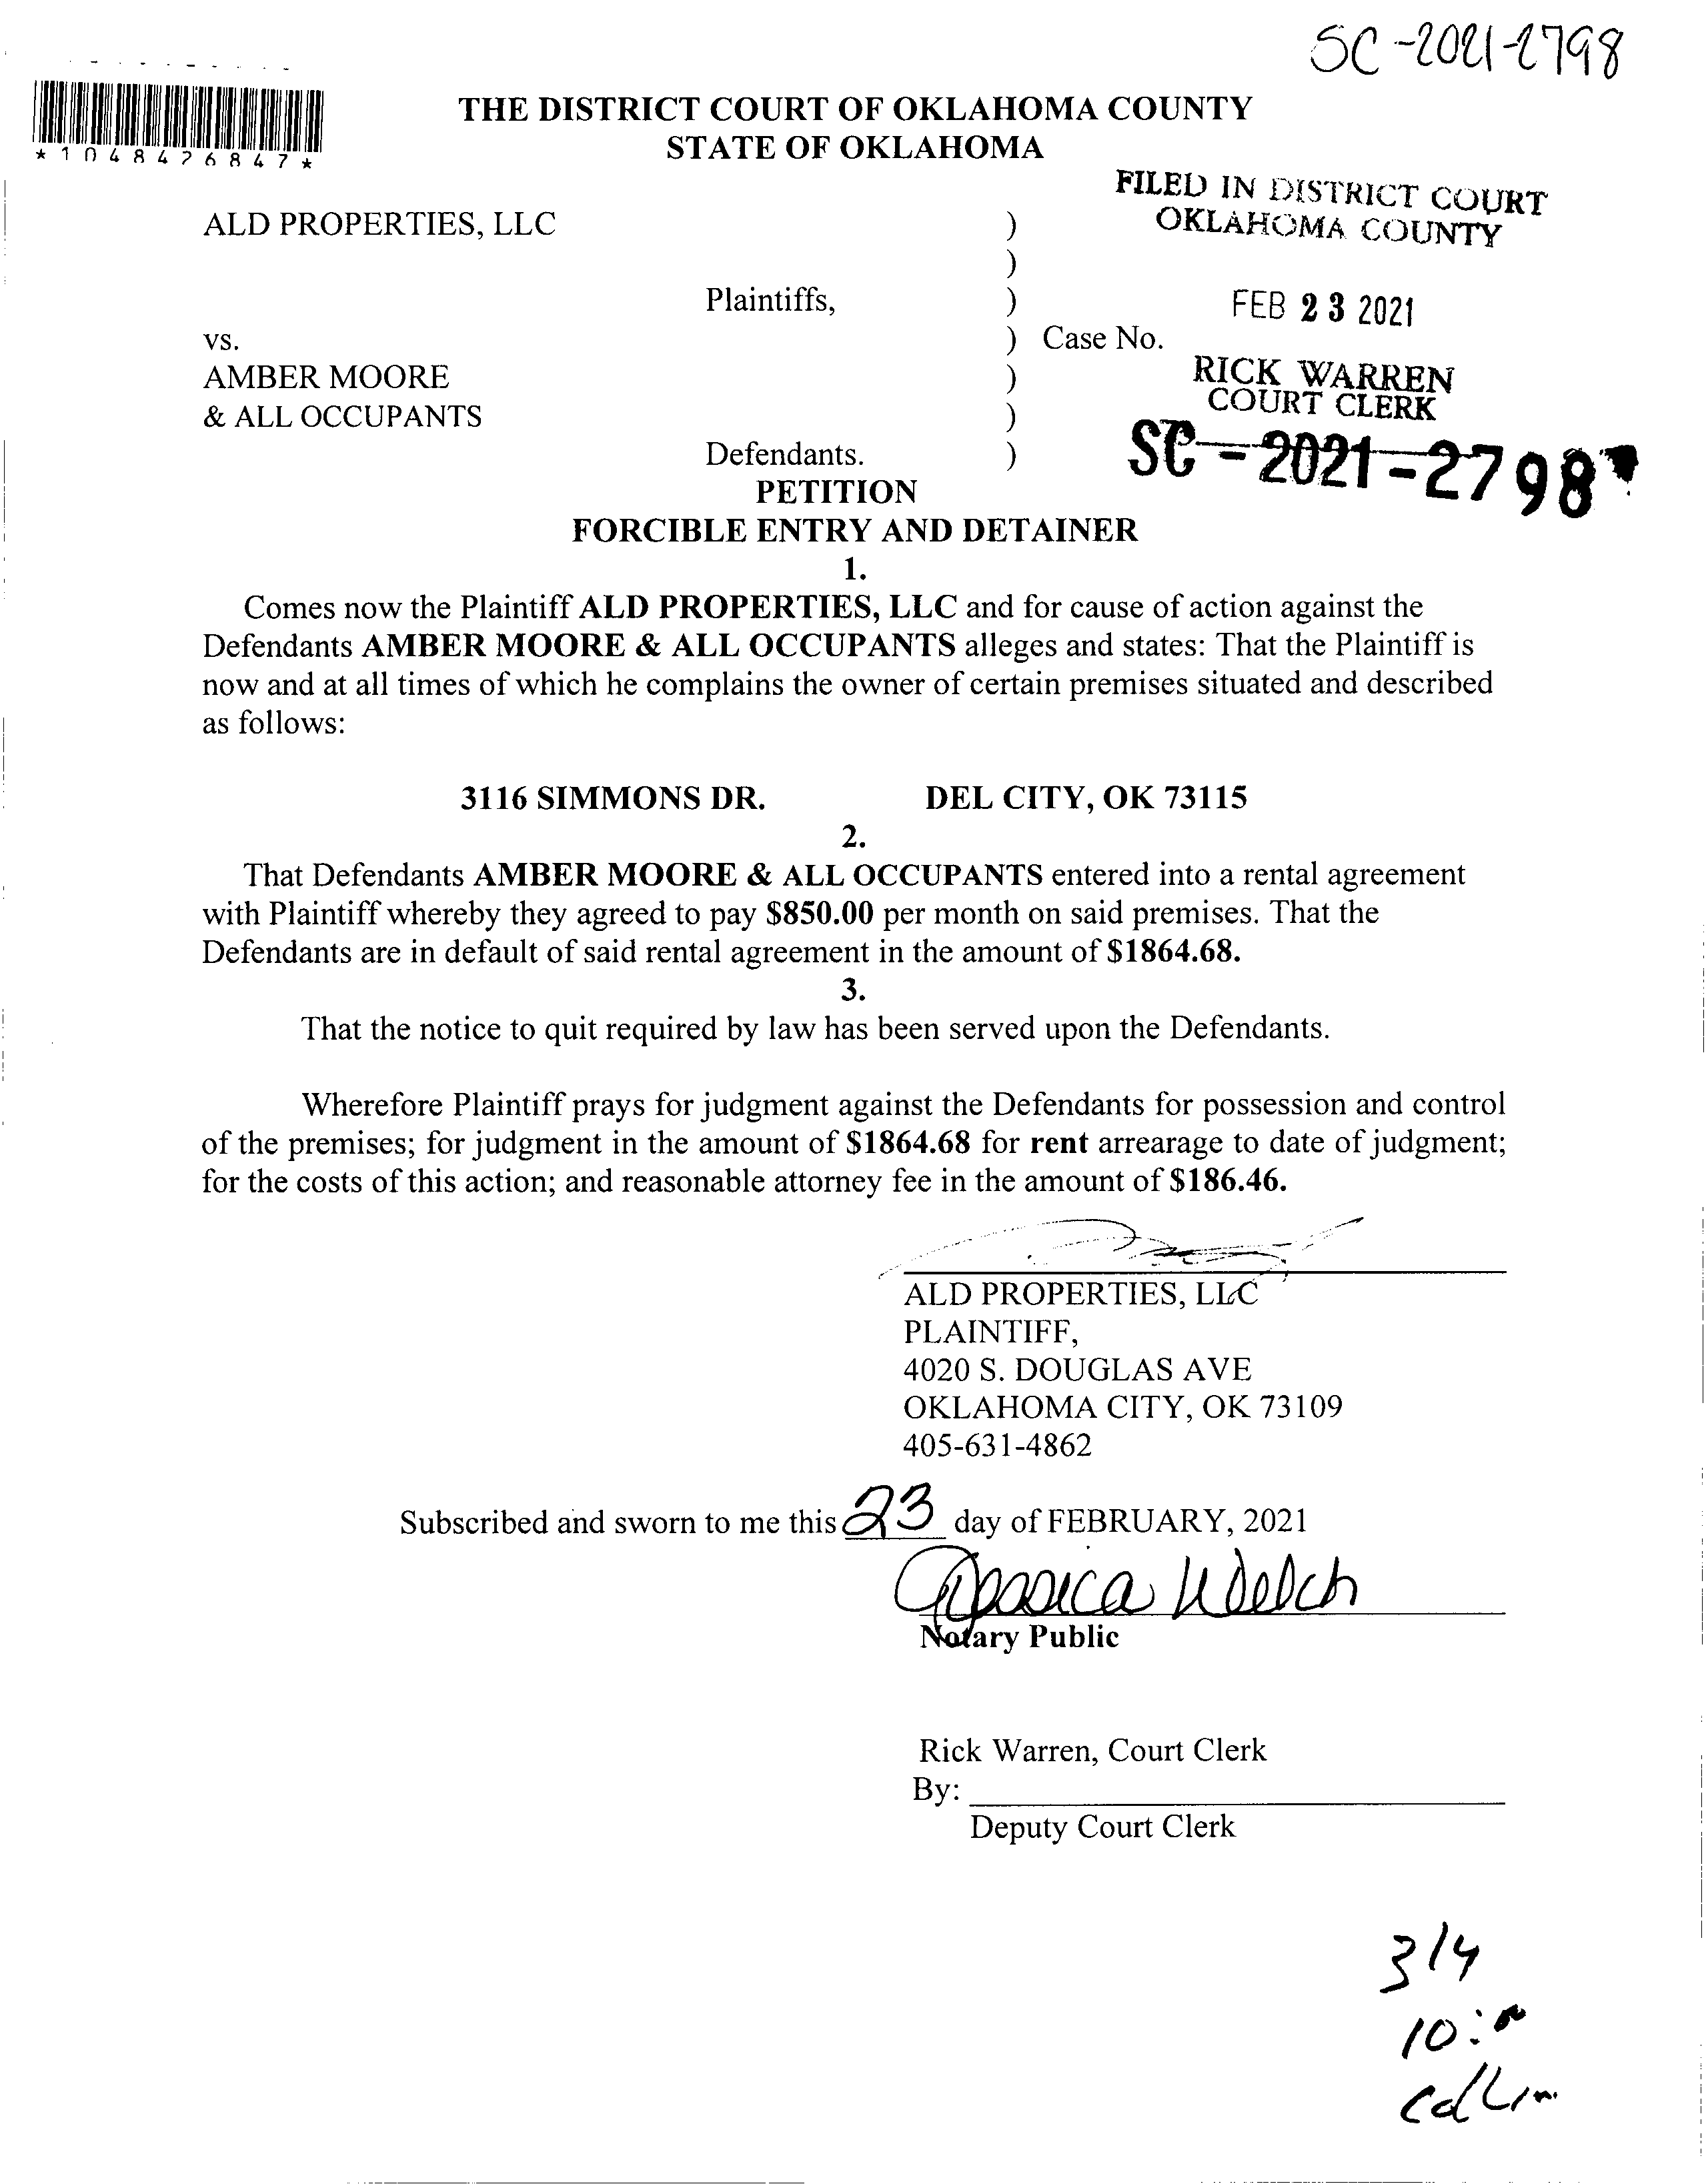 SC-2021-2798
THE DISTRICT COURT OF OKLAHOMA COUNTY
STATE OF OKLAHOMA
*1048426847*
FILED IN DISTRICT COURT
OKLAHOMA COUNTY
ALD PROPERTIES, LLC )
)
Plaintiffs, )
FEB 23 2021
vs. ) Case No.
AMBER MOORE )
RICK WARREN
COURT CLERK
& ALL OCCUPANTS )
Defendants. )
SC-2021-2798
PETITION
FORCIBLE ENTRY AND DETAINER
1.
Comes now the Plaintiff ALD PROPERTIES, LLC and for cause of action against the
Defendants AMBER MOORE & ALL OCCUPANTS alleges and states: That the Plaintiff is
now and at all times of which he complains the owner of certain premises situated and described
as follows:
3116 SIMMONS DR. DEL CITY, OK 73115
2.
That Defendants AMBER MOORE & ALL OCCUPANTS entered into a rental agreement
with Plaintiff whereby they agreed to pay $850.00 per month on said premises. That the
Defendants are in default of said rental agreement in the amount of $1864.68.
3.
That the notice to quit required by law has been served upon the Defendants.
Wherefore Plaintiff prays for judgment against the Defendants for possession and control
of the premises; for judgment in the amount of $1864.68 for rent arrearage to date of judgment;
for the costs of this action; and reasonable attorney fee in the amount of $186.46.
ALD PROPERTIES, LLC
PLAINTIFF,
4020 S. DOUGLAS AVE
OKLAHOMA CITY, OK 73109
405-631-4862
Subscribed and sworn to me this 23 day of FEBRUARY, 2021
Jessica Welch
Notary Public
Rick Warren, Court Clerk
By:
Deputy Court Clerk
3/4
10: